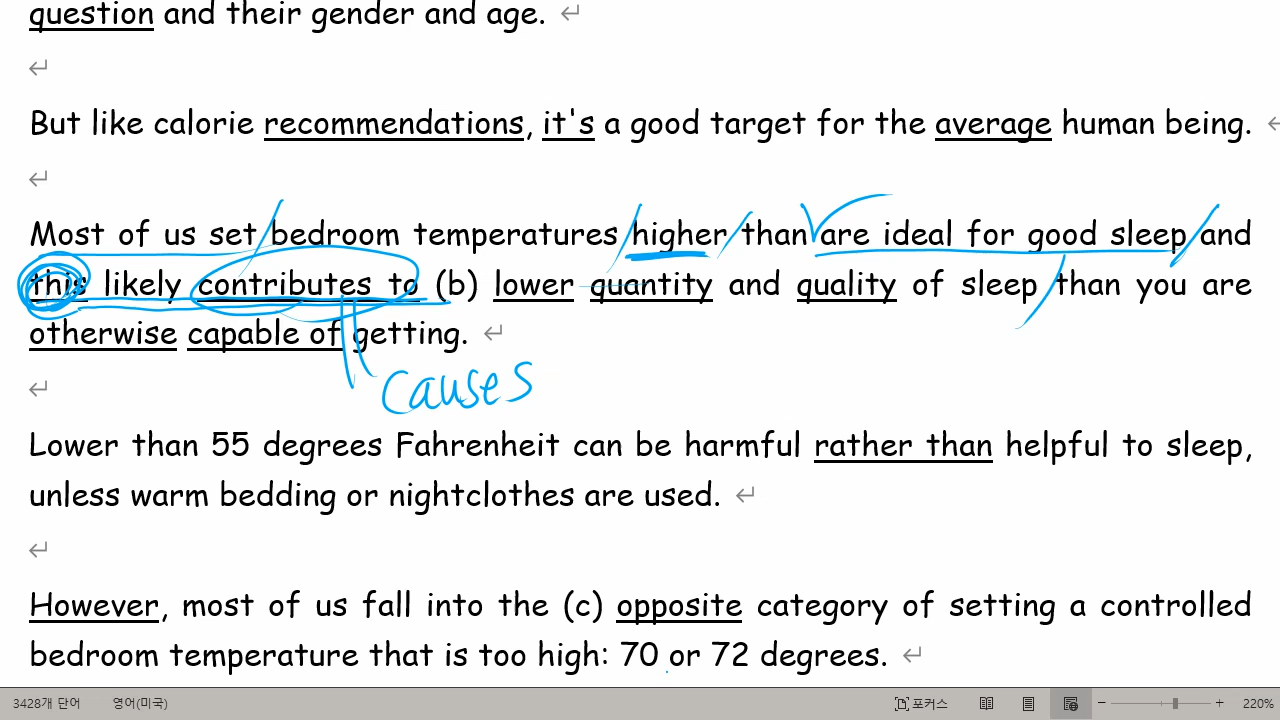 question and their gender and age.
But like calorie recommendations, it's a good target for the average human being.
Most of us set bedroom temperatures higher than are ideal for good sleep and
this likely contributes to (b) lower quantity and quality of sleep than you are
otherwise capable of getting.
causes
Lower than 55 degrees Fahrenheit can be harmful rather than helpful to sleep,
unless warm bedding or nightclothes are used.
However, most of us fall into the (c) opposite category of setting a controlled
bedroom temperature that is too high: 70 or 72 degrees.
3428개 단어 영어(미국) 포커스 220%